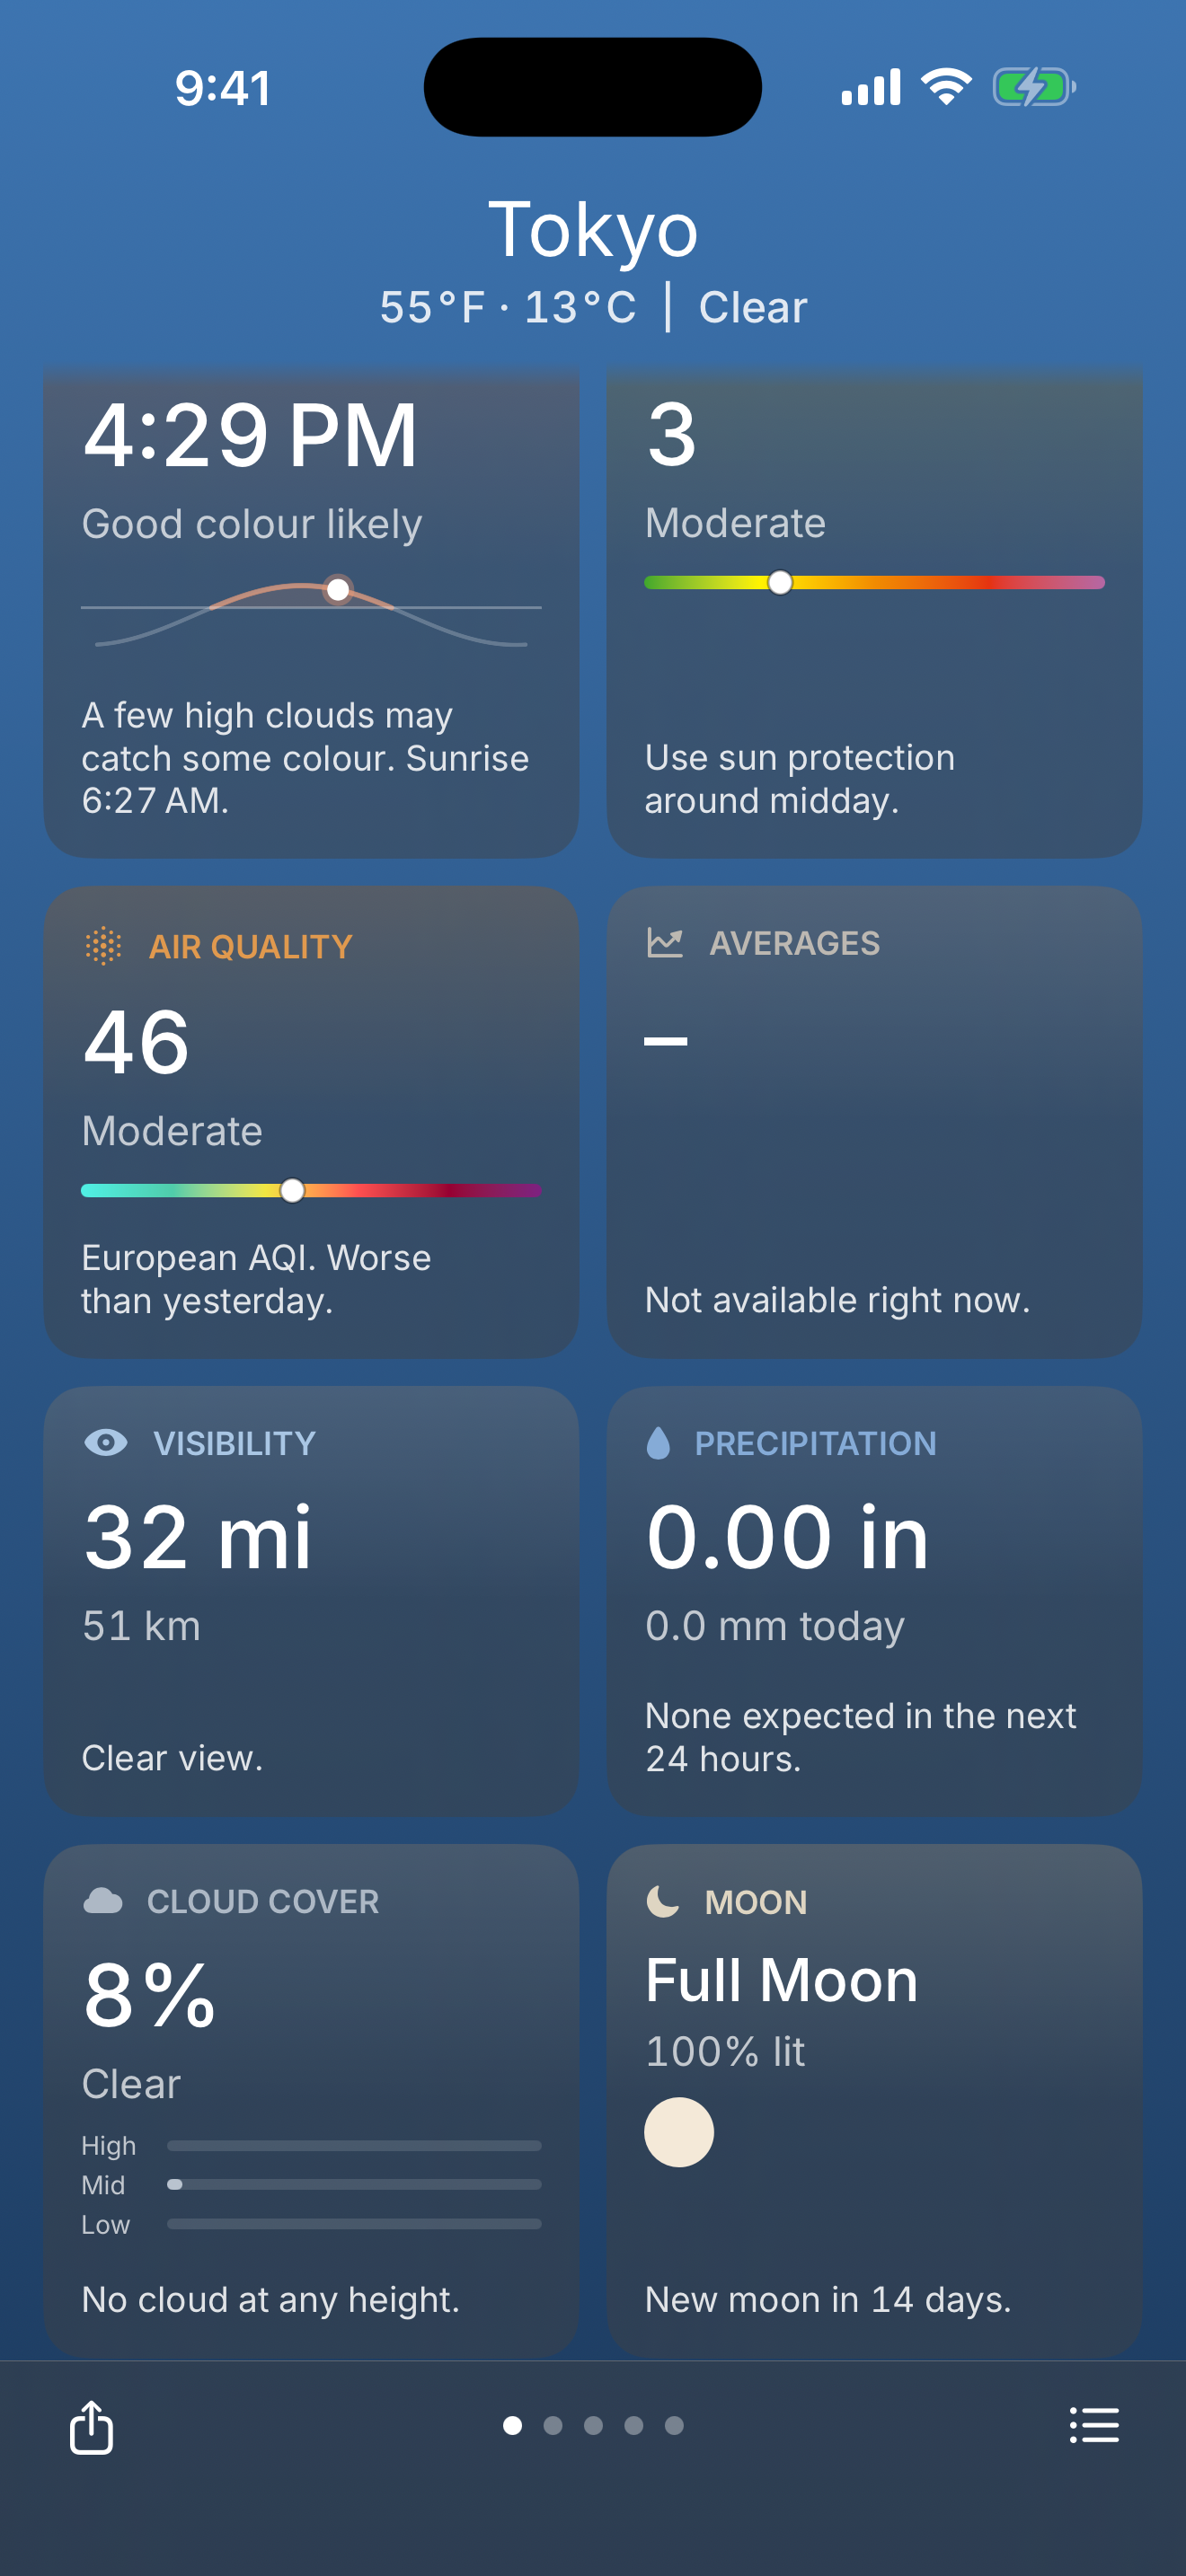 9:41
Tokyo
55°F · 13°C | Clear
4:29 PM
Good colour likely
A few high clouds may
catch some colour. Sunrise
6:27 AM.
3
Moderate
Use sun protection
around midday.
AIR QUALITY
46
Moderate
European AQI. Worse
than yesterday.
AVERAGES
–
Not available right now.
VISIBILITY
32 mi
51 km
Clear view.
PRECIPITATION
0.00 in
0.0 mm today
None expected in the next
24 hours.
CLOUD COVER
8%
Clear
High
Mid
Low
No cloud at any height.
MOON
Full Moon
100% lit
New moon in 14 days.